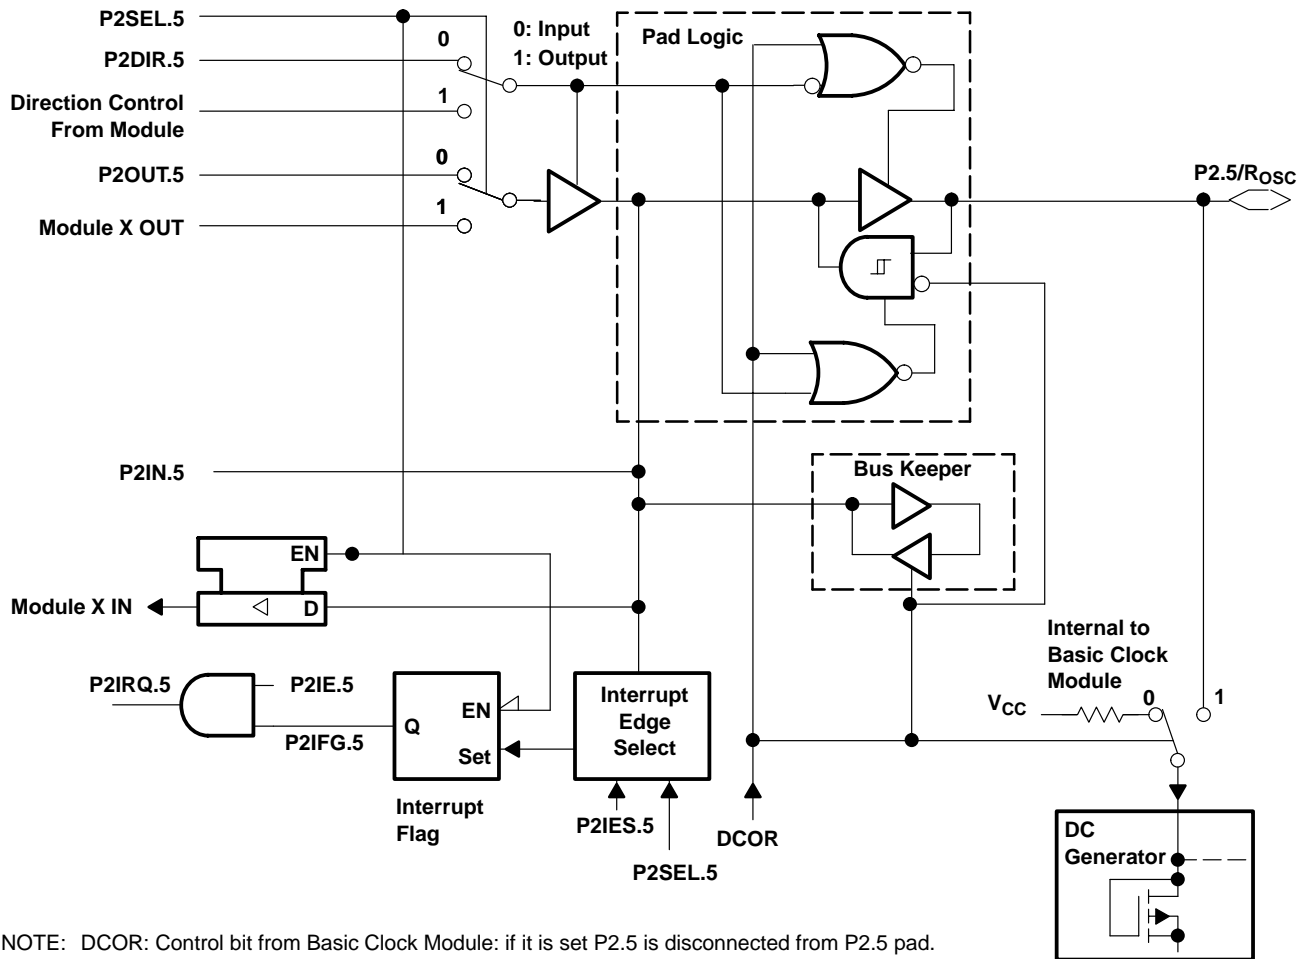 P2SEL.5
P2DIR.5
Direction Control
From Module
P2OUT.5
Module X OUT
0
1
0
1
0: Input
1: Output
Pad Logic
P2.5/ROSC
P2IN.5
Bus Keeper
EN
D
Module X IN
P2IRQ.5
P2IE.5
P2IFG.5
EN
Q
Set
Interrupt
Flag
Interrupt
Edge
Select
P2IES.5
P2SEL.5
DCOR
Internal to
Basic Clock
Module
VCC
0
1
DC
Generator
NOTE: DCOR: Control bit from Basic Clock Module: if it is set P2.5 is disconnected from P2.5 pad.